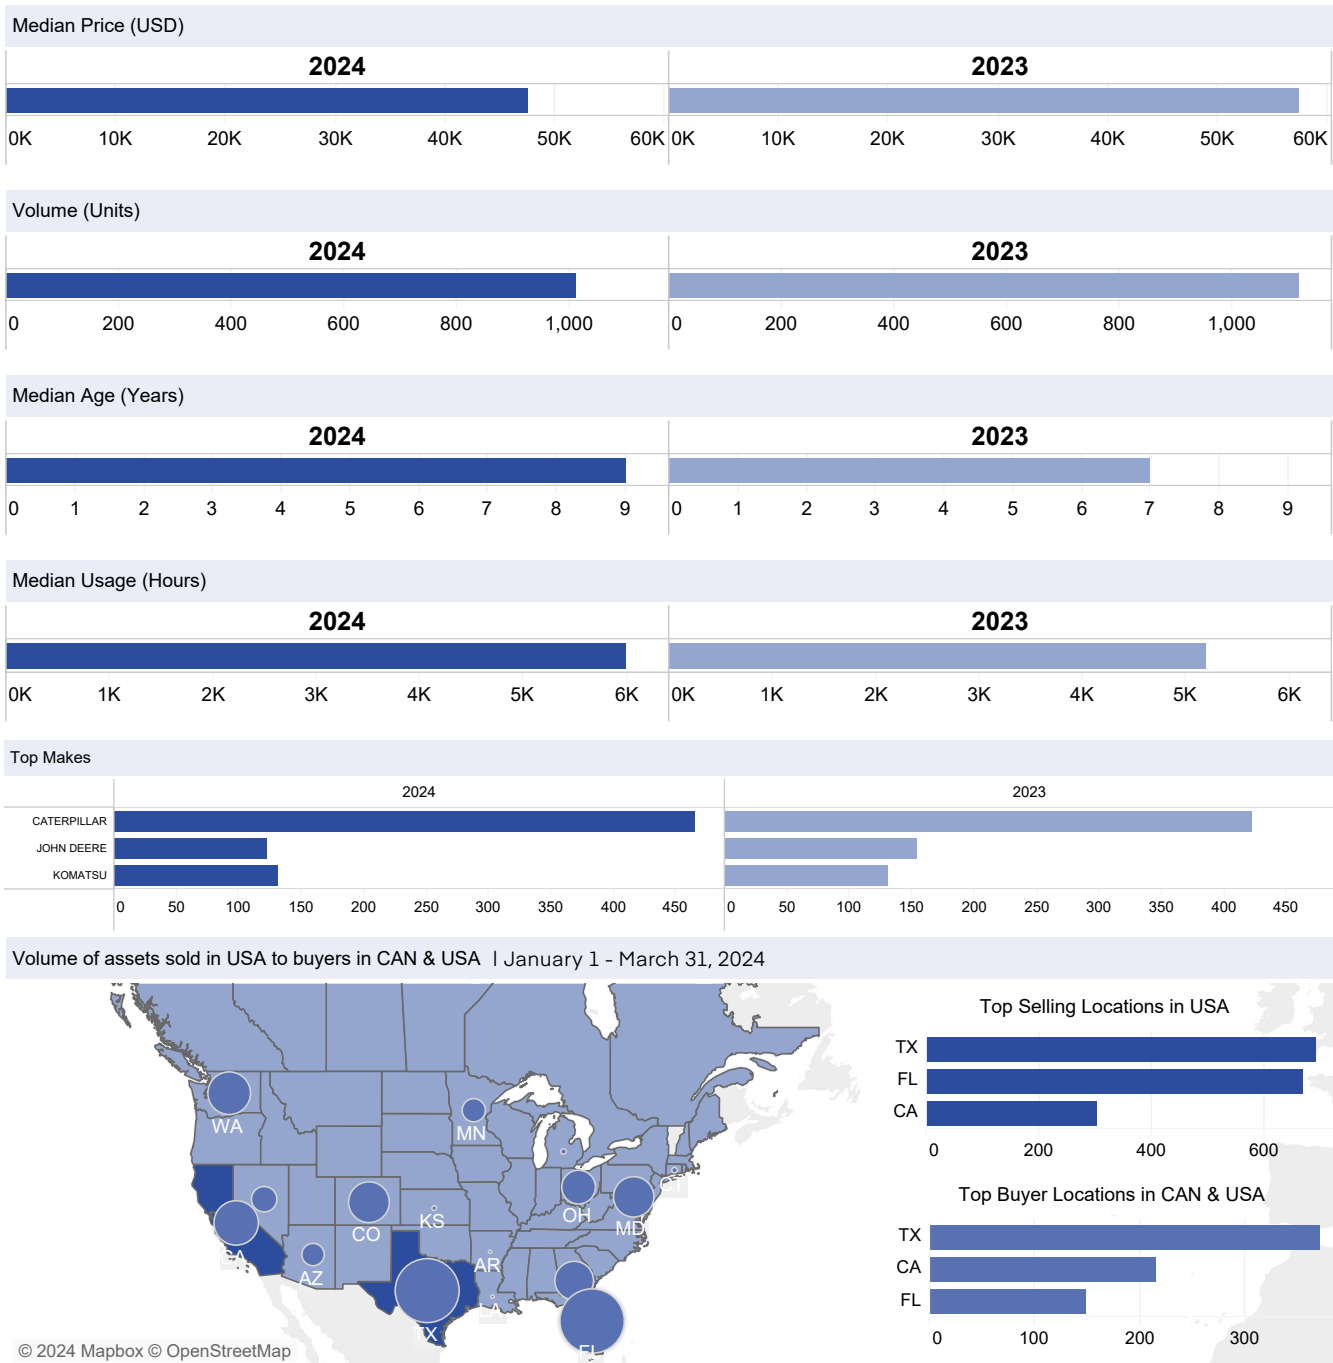 Median Price (USD)
2024 2023
0K 10K 20K 30K 40K 50K 60K 0K 10K 20K 30K 40K 50K 60K
Volume (Units)
2024 2023
0 200 400 600 800 1,000 0 200 400 600 800 1,000
Median Age (Years)
2024 2023
0 1 2 3 4 5 6 7 8 9 0 1 2 3 4 5 6 7 8 9
Median Usage (Hours)
2024 2023
0K 1K 2K 3K 4K 5K 6K 0K 1K 2K 3K 4K 5K 6K
Top Makes
2024 2023
CATERPILLAR
JOHN DEERE
KOMATSU
0 50 100 150 200 250 300 350 400 450 0 50 100 150 200 250 300 350 400 450
Volume of assets sold in USA to buyers in CAN & USA | January 1 - March 31, 2024
WA
MN
CT
OH
MD
CO
KS
CA
AZ
AR
LA
TX
FL
© 2024 Mapbox © OpenStreetMap
Top Selling Locations in USA
TX
FL
CA
0 200 400 600
Top Buyer Locations in CAN & USA
TX
CA
FL
0 100 200 300